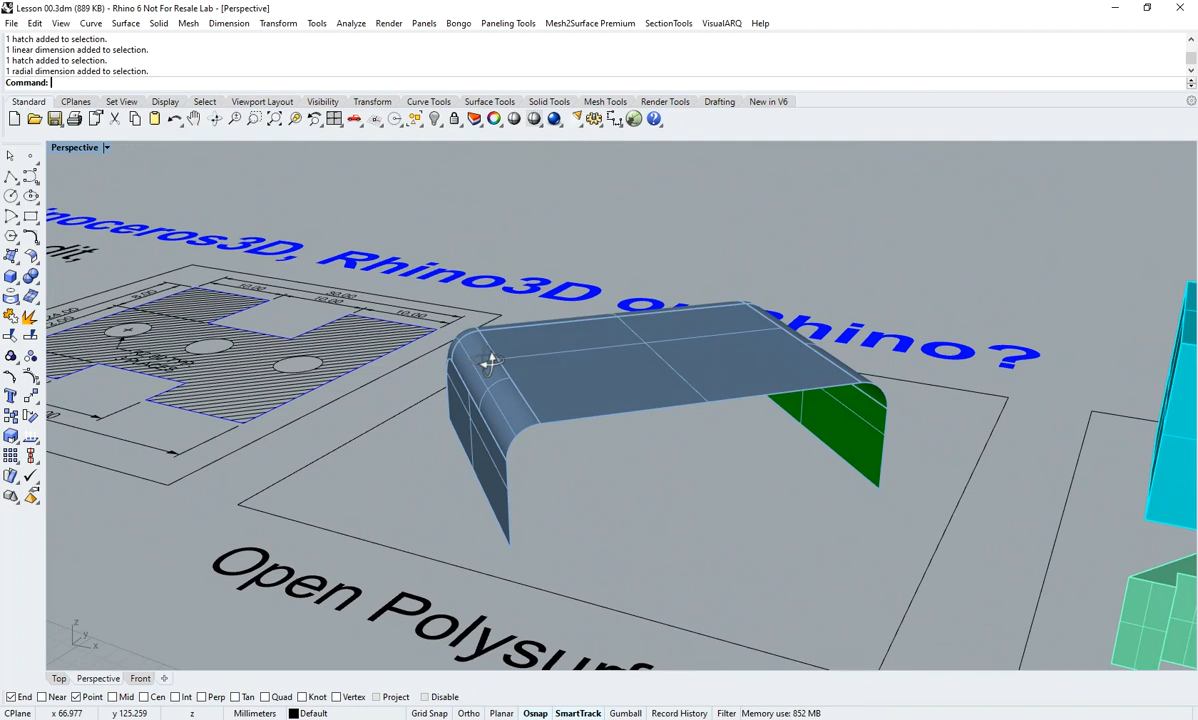 Lesson 00.3dm (889 KB) - Rhino 6 Not For Resale Lab - [Perspective]
File Edit View Curve Surface Solid Mesh Dimension Transform Tools Analyze Render Panels Bongo Paneling Tools Mesh2Surface Premium SectionTools VisualARQ Help
1 hatch added to selection.
1 linear dimension added to selection.
1 hatch added to selection.
1 radial dimension added to selection.
Command:
Standard CPlanes Set View Display Select Viewport Layout Visibility Transform Curve Tools Surface Tools Solid Tools Mesh Tools Render Tools Drafting New in V6
Perspective
inoceros3D, Rhino3D or Rhino?
10.00
10.00
10.00
Open Polysurf
z
y
x
Top Perspective Front
End Near Point Mid Cen Int Perp Tan Quad Knot Vertex Project Disable
CPlane x 66.977 y 125.259 z Millimeters Default Grid Snap Ortho Planar Osnap SmartTrack Gumball Record History Filter Memory use: 852 MB